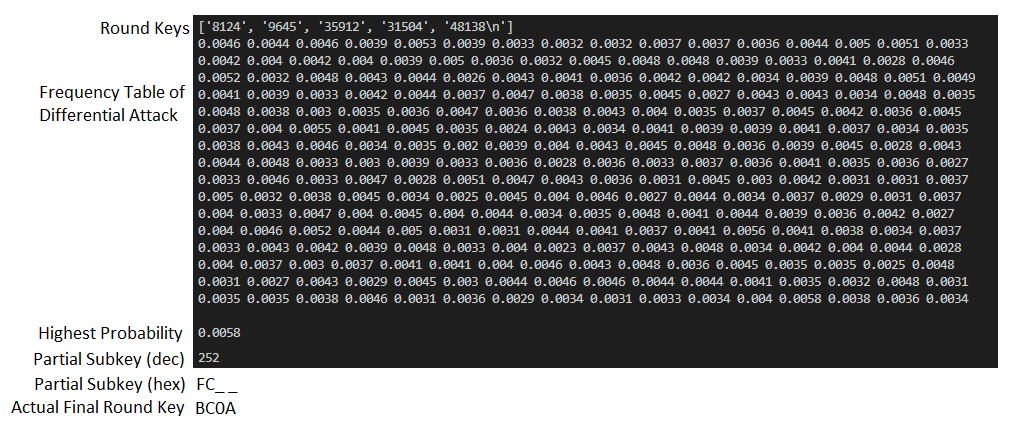 Round Keys ['8124', '9645', '35912', '31504', '48138\n']
0.0046 0.0044 0.0046 0.0039 0.0053 0.0039 0.0033 0.0032 0.0032 0.0037 0.0037 0.0036 0.0044 0.005 0.0051 0.0033
0.0042 0.004 0.0042 0.004 0.0039 0.005 0.0036 0.0032 0.0045 0.0048 0.0048 0.0039 0.0033 0.0041 0.0028 0.0046
0.0052 0.0032 0.0048 0.0043 0.0044 0.0026 0.0043 0.0041 0.0036 0.0042 0.0042 0.0034 0.0039 0.0048 0.0051 0.0049
Frequency Table of Differential Attack 0.0041 0.0039 0.0033 0.0042 0.0044 0.0037 0.0047 0.0038 0.0035 0.0045 0.0027 0.0043 0.0043 0.0034 0.0048 0.0035
0.0048 0.0038 0.003 0.0035 0.0036 0.0047 0.0036 0.0038 0.0043 0.004 0.0035 0.0037 0.0045 0.0042 0.0036 0.0045
0.0037 0.004 0.0055 0.0041 0.0045 0.0035 0.0024 0.0043 0.0034 0.0041 0.0039 0.0039 0.0041 0.0037 0.0034 0.0035
0.0038 0.0043 0.0046 0.0034 0.0035 0.002 0.0039 0.004 0.0043 0.0045 0.0048 0.0036 0.0039 0.0045 0.0028 0.0043
0.0044 0.0048 0.0033 0.003 0.0039 0.0033 0.0036 0.0028 0.0036 0.0033 0.0037 0.0036 0.0041 0.0035 0.0036 0.0027
0.0033 0.0046 0.0033 0.0047 0.0028 0.0051 0.0047 0.0043 0.0036 0.0031 0.0045 0.003 0.0042 0.0031 0.0031 0.0037
0.005 0.0032 0.0038 0.0045 0.0034 0.0025 0.0045 0.004 0.0046 0.0027 0.0044 0.0034 0.0037 0.0029 0.0031 0.0037
0.004 0.0033 0.0047 0.004 0.0045 0.004 0.0044 0.0034 0.0035 0.0048 0.0041 0.0044 0.0039 0.0036 0.0042 0.0027
0.004 0.0046 0.0052 0.0044 0.005 0.0031 0.0031 0.0044 0.0041 0.0037 0.0041 0.0056 0.0041 0.0038 0.0034 0.0037
0.0033 0.0043 0.0042 0.0039 0.0048 0.0033 0.004 0.0023 0.0037 0.0043 0.0048 0.0034 0.0042 0.004 0.0044 0.0028
0.004 0.0037 0.003 0.0037 0.0041 0.0041 0.004 0.0046 0.0043 0.0048 0.0036 0.0045 0.0035 0.0035 0.0025 0.0048
0.0031 0.0027 0.0043 0.0029 0.0045 0.003 0.0044 0.0046 0.0046 0.0044 0.0044 0.0041 0.0035 0.0032 0.0048 0.0031
0.0035 0.0035 0.0038 0.0046 0.0031 0.0036 0.0029 0.0034 0.0031 0.0033 0.0034 0.004 0.0058 0.0038 0.0036 0.0034
Highest Probability 0.0058
Partial Subkey (dec) 252
Partial Subkey (hex) FC_ _
Actual Final Round Key BC0A